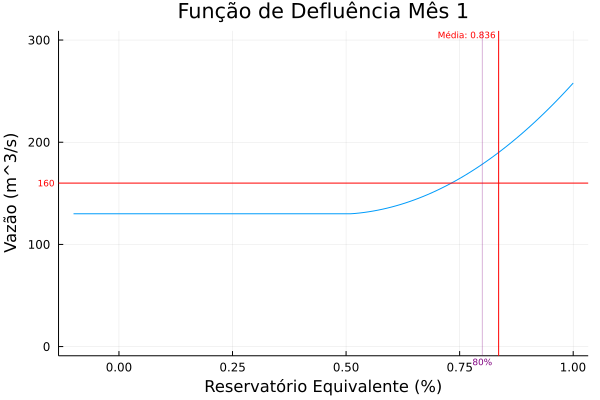 Função de Defluência Mês 1
Média: 0.836
300
200
160
100
0
Vazão (m^3/s)
0.00
0.25
0.50
0.75
80%
1.00
Reservatório Equivalente (%)